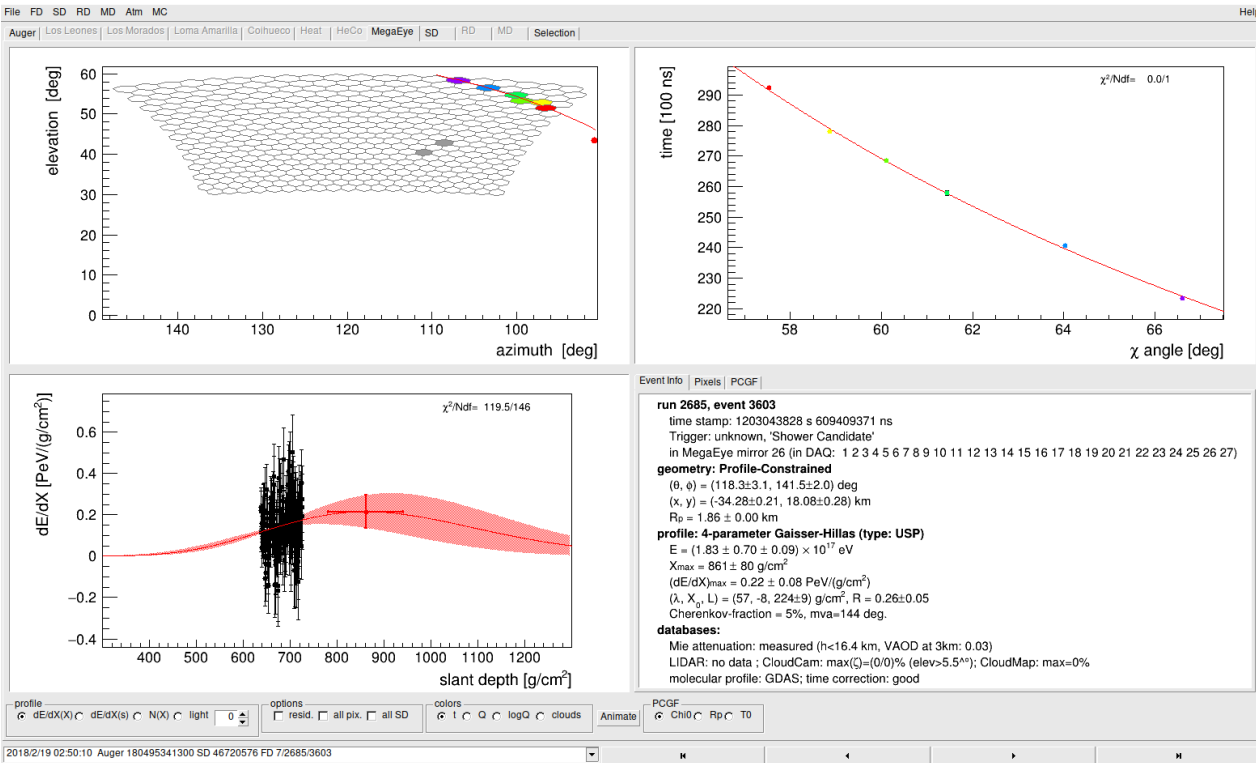 File FD SD RD MD Atm MC Help
Auger Los Leones Los Morados Loma Amarilla Coihueco Heat HeCo MegaEye SD RD MD Selection
elevation [deg]
60
50
40
30
20
10
0
140 130 120 110 100
azimuth [deg]
time [100 ns]
χ²/Ndf= 0.0/1
290
280
270
260
250
240
230
220
58 60 62 64 66
χ angle [deg]
dE/dX [PeV/(g/cm²)]
χ²/Ndf= 119.5/146
0.6
0.4
0.2
0
−0.2
−0.4
400 500 600 700 800 900 1000 1100 1200
slant depth [g/cm²]
Event Info Pixels PCGF
run 2685, event 3603
time stamp: 1203043828 s 609409371 ns
Trigger: unknown, 'Shower Candidate'
in MegaEye mirror 26 (in DAQ: 1 2 3 4 5 6 7 8 9 10 11 12 13 14 15 16 17 18 19 20 21 22 23 24 25 26 27)
geometry: Profile-Constrained
(θ, ϕ) = (118.3±3.1, 141.5±2.0) deg
(x, y) = (-34.28±0.21, 18.08±0.28) km
Rp = 1.86 ± 0.00 km
profile: 4-parameter Gaisser-Hillas (type: USP)
E = (1.83 ± 0.70 ± 0.09) × 10¹⁷ eV
Xmax = 861± 80 g/cm²
(dE/dX)max = 0.22 ± 0.08 PeV/(g/cm²)
(λ, X₀, L) = (57, -8, 224±9) g/cm², R = 0.26±0.05
Cherenkov-fraction = 5%, mva=144 deg.
databases:
Mie attenuation: measured (h<16.4 km, VAOD at 3km: 0.03)
LIDAR: no data ; CloudCam: max(ζ)=(0/0)% (elev>5.5^°); CloudMap: max=0%
molecular profile: GDAS; time correction: good
profile options colors PCGF
dE/dX(X) dE/dX(s) N(X) light 0 resid. all pix. all SD t Q logQ clouds Animate Chi0 Rp T0
2018/2/19 02:50:10 Auger 180495341300 SD 46720576 FD 7/2685/3603